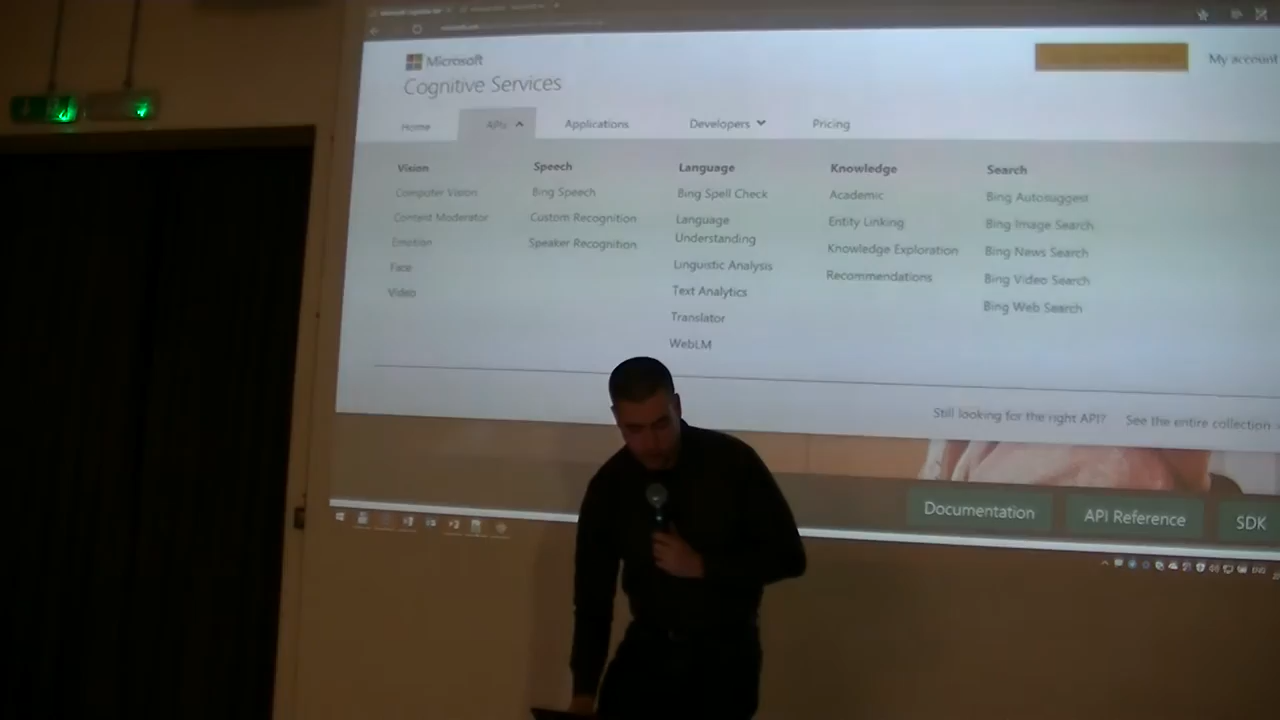 Microsoft
My account
Cognitive Services
Home APIs Applications Developers Pricing
Vision Speech Language Knowledge Search
Computer Vision Bing Speech Bing Spell Check Academic Bing Autosuggest
Content Moderator Custom Recognition Language Entity Linking Bing Image Search
Understanding
Emotion Speaker Recognition Linguistic Analysis Knowledge Exploration Bing News Search
Face Text Analytics Recommendations Bing Video Search
Video Translator Bing Web Search
WebLM
Still looking for the right API? See the entire collection
Documentation API Reference SDK